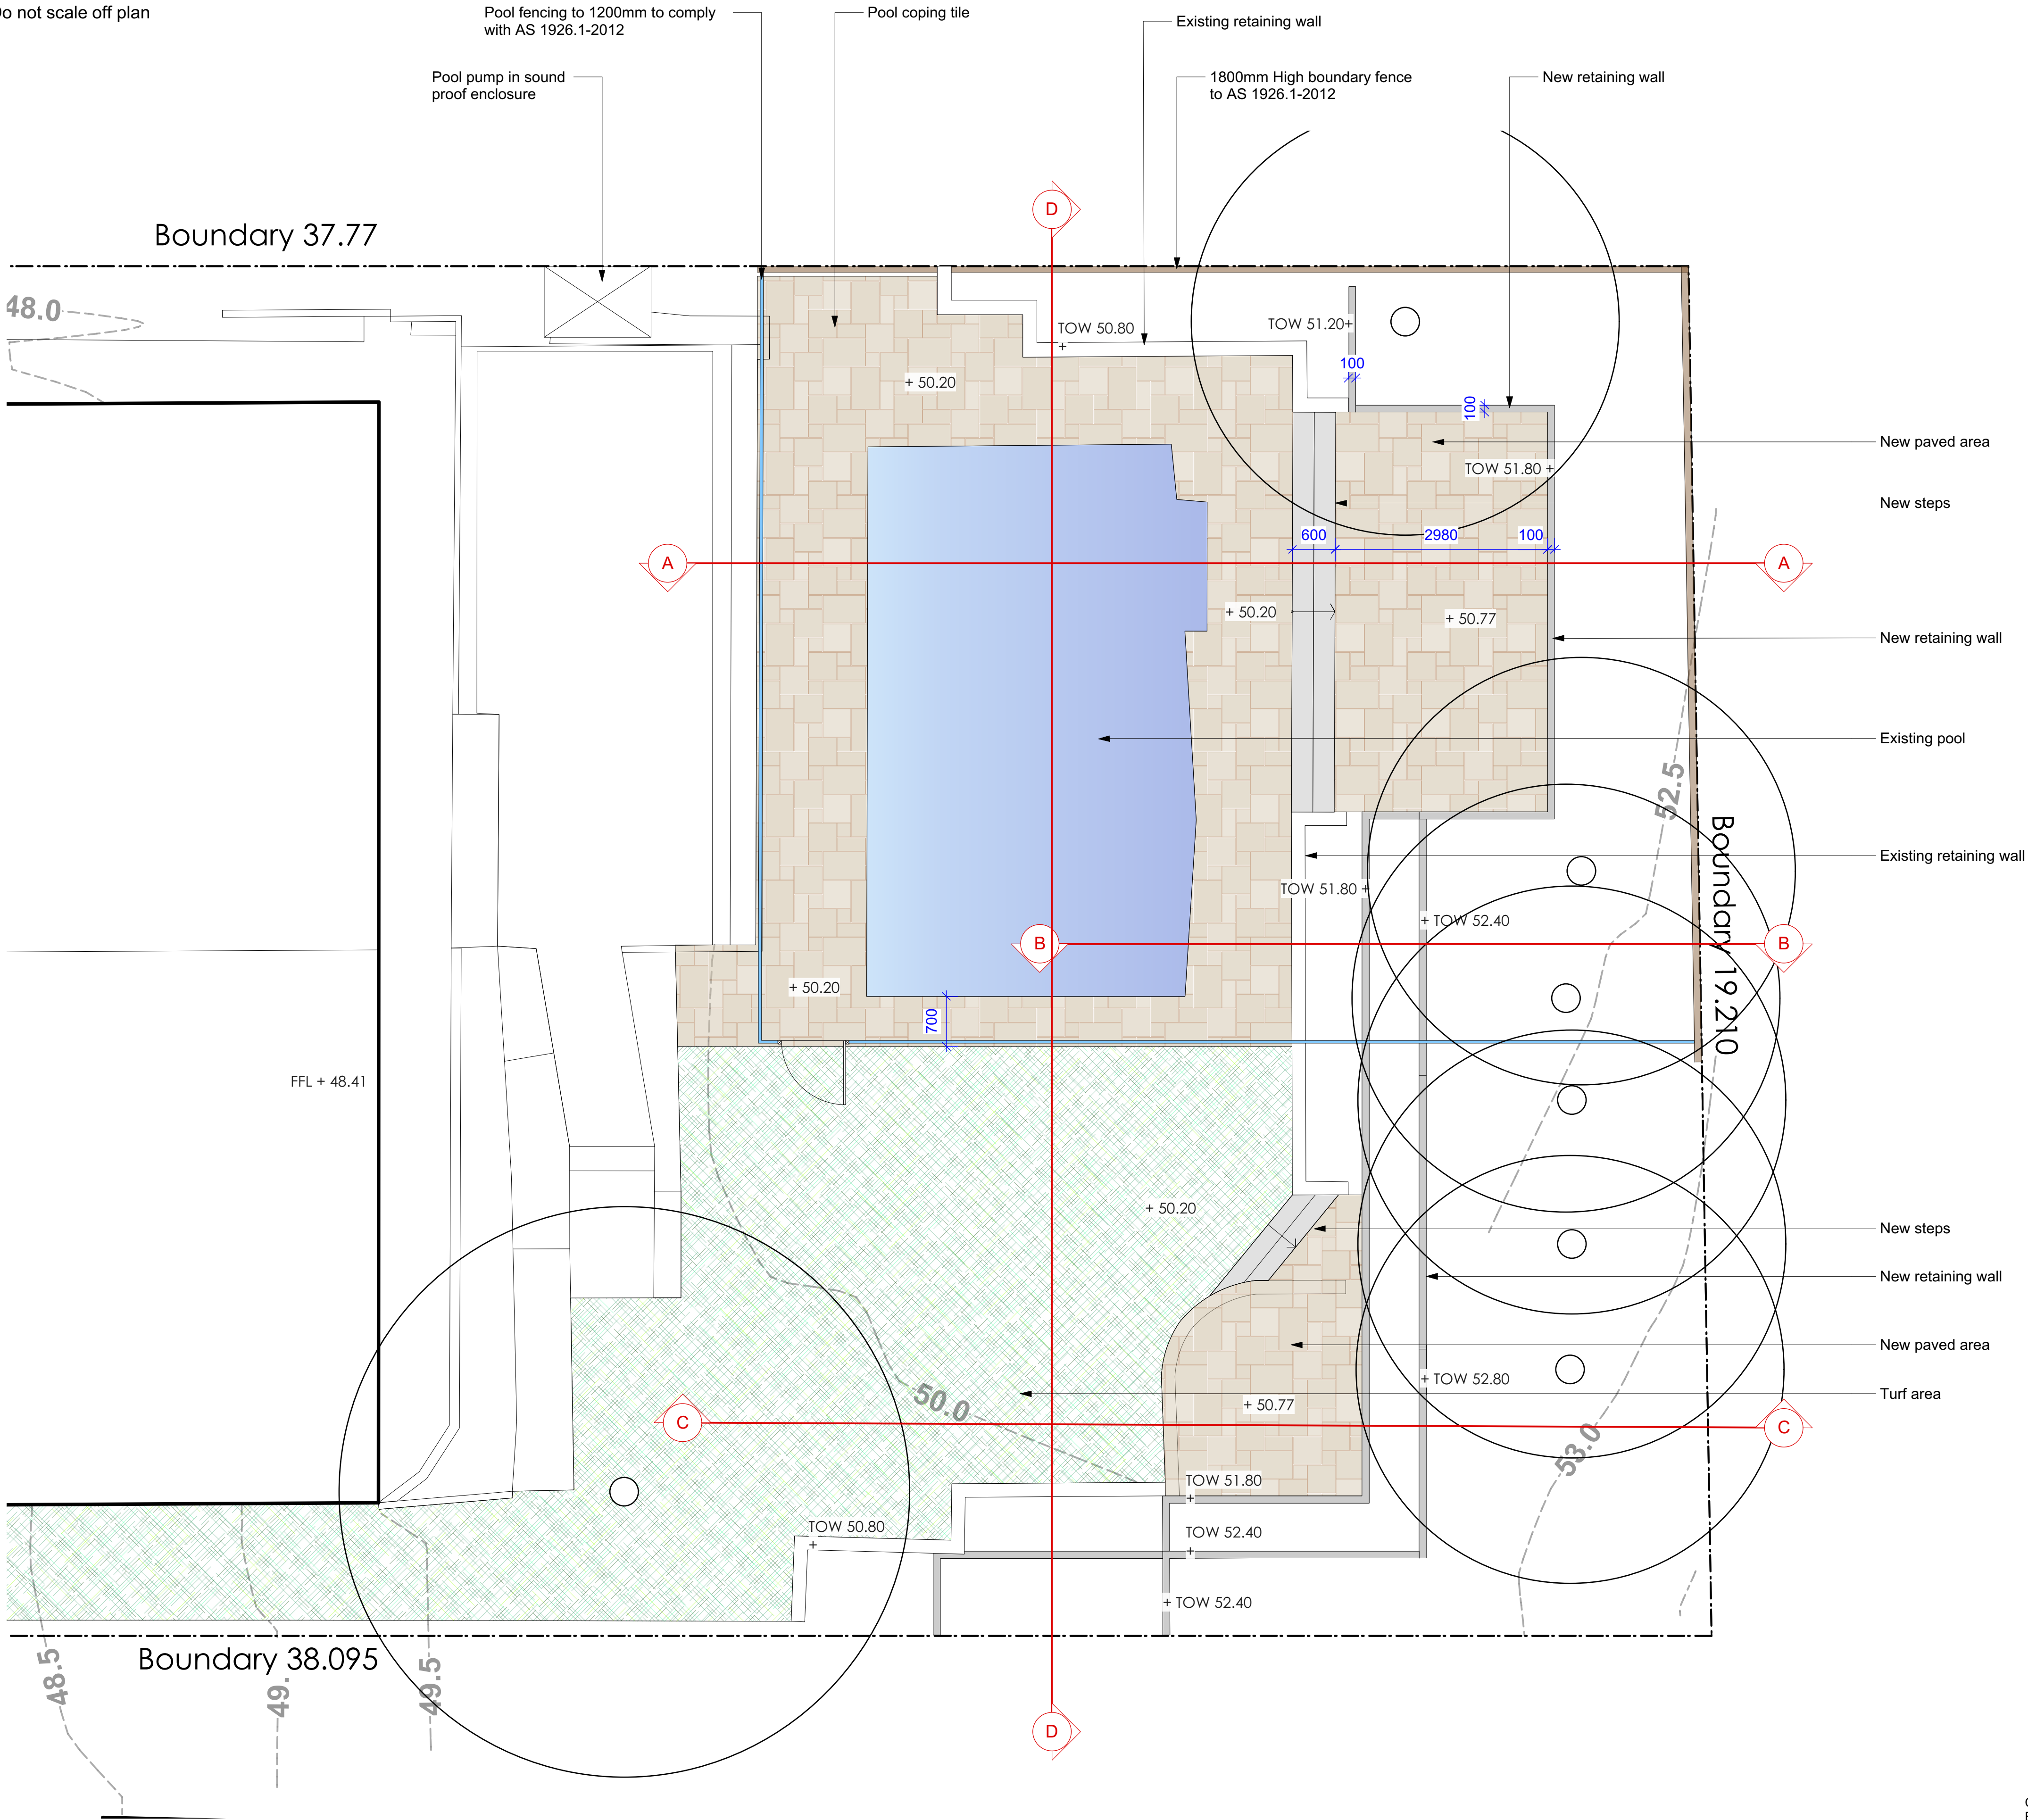 Do not scale off plan
Pool fencing to 1200mm to comply
with AS 1926.1-2012
Pool coping tile
Existing retaining wall
Pool pump in sound
proof enclosure
1800mm High boundary fence
to AS 1926.1-2012
New retaining wall
D
Boundary 37.77
48.0
TOW 50.80
+
TOW 51.20+
100
+ 50.20
100
New paved area
TOW 51.80 +
New steps
600
2980
100
A
A
+ 50.20
+ 50.77
New retaining wall
Existing pool
52.5
Boundary 19.210
Existing retaining wall
TOW 51.80 +
+ TOW 52.40
B
B
+ 50.20
700
FFL + 48.41
+ 50.20
New steps
New retaining wall
New paved area
+ TOW 52.80
Turf area
50.0
+ 50.77
C
C
53.0
TOW 51.80
+
TOW 50.80
+
TOW 52.40
+
+ TOW 52.40
Boundary 38.095
48.5
49.
49.5
D